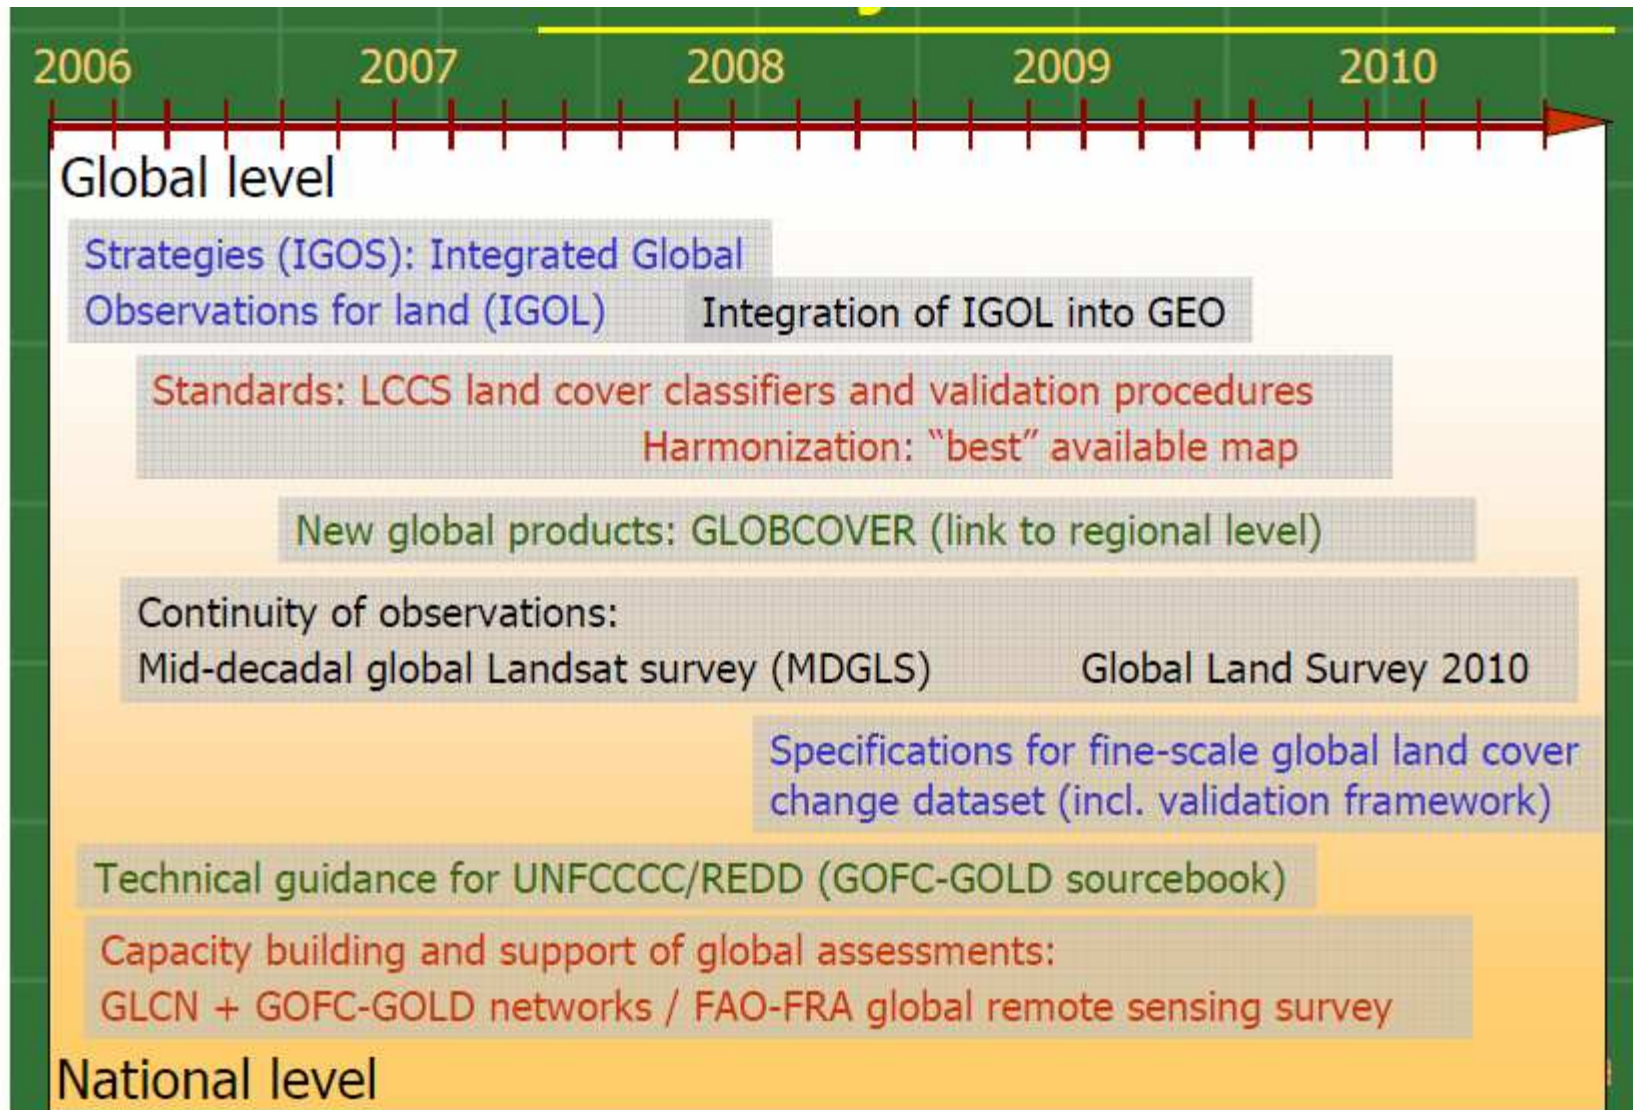 2006 2007 2008 2009 2010
Global level
Strategies (IGOS): Integrated Global
Observations for land (IGOL)
Integration of IGOL into GEO
Standards: LCCS land cover classifiers and validation procedures
Harmonization: “best” available map
New global products: GLOBCOVER (link to regional level)
Continuity of observations:
Mid-decadal global Landsat survey (MDGLS)
Global Land Survey 2010
Specifications for fine-scale global land cover
change dataset (incl. validation framework)
Technical guidance for UNFCCCC/REDD (GOFC-GOLD sourcebook)
Capacity building and support of global assessments:
GLCN + GOFC-GOLD networks / FAO-FRA global remote sensing survey
National level